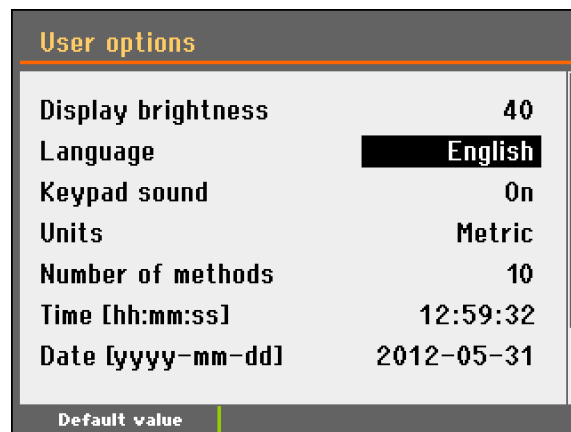 User options
Display brightness 40
Language English
Keypad sound On
Units Metric
Number of methods 10
Time [hh:mm:ss] 12:59:32
Date [yyyy-mm-dd] 2012-05-31
Default value